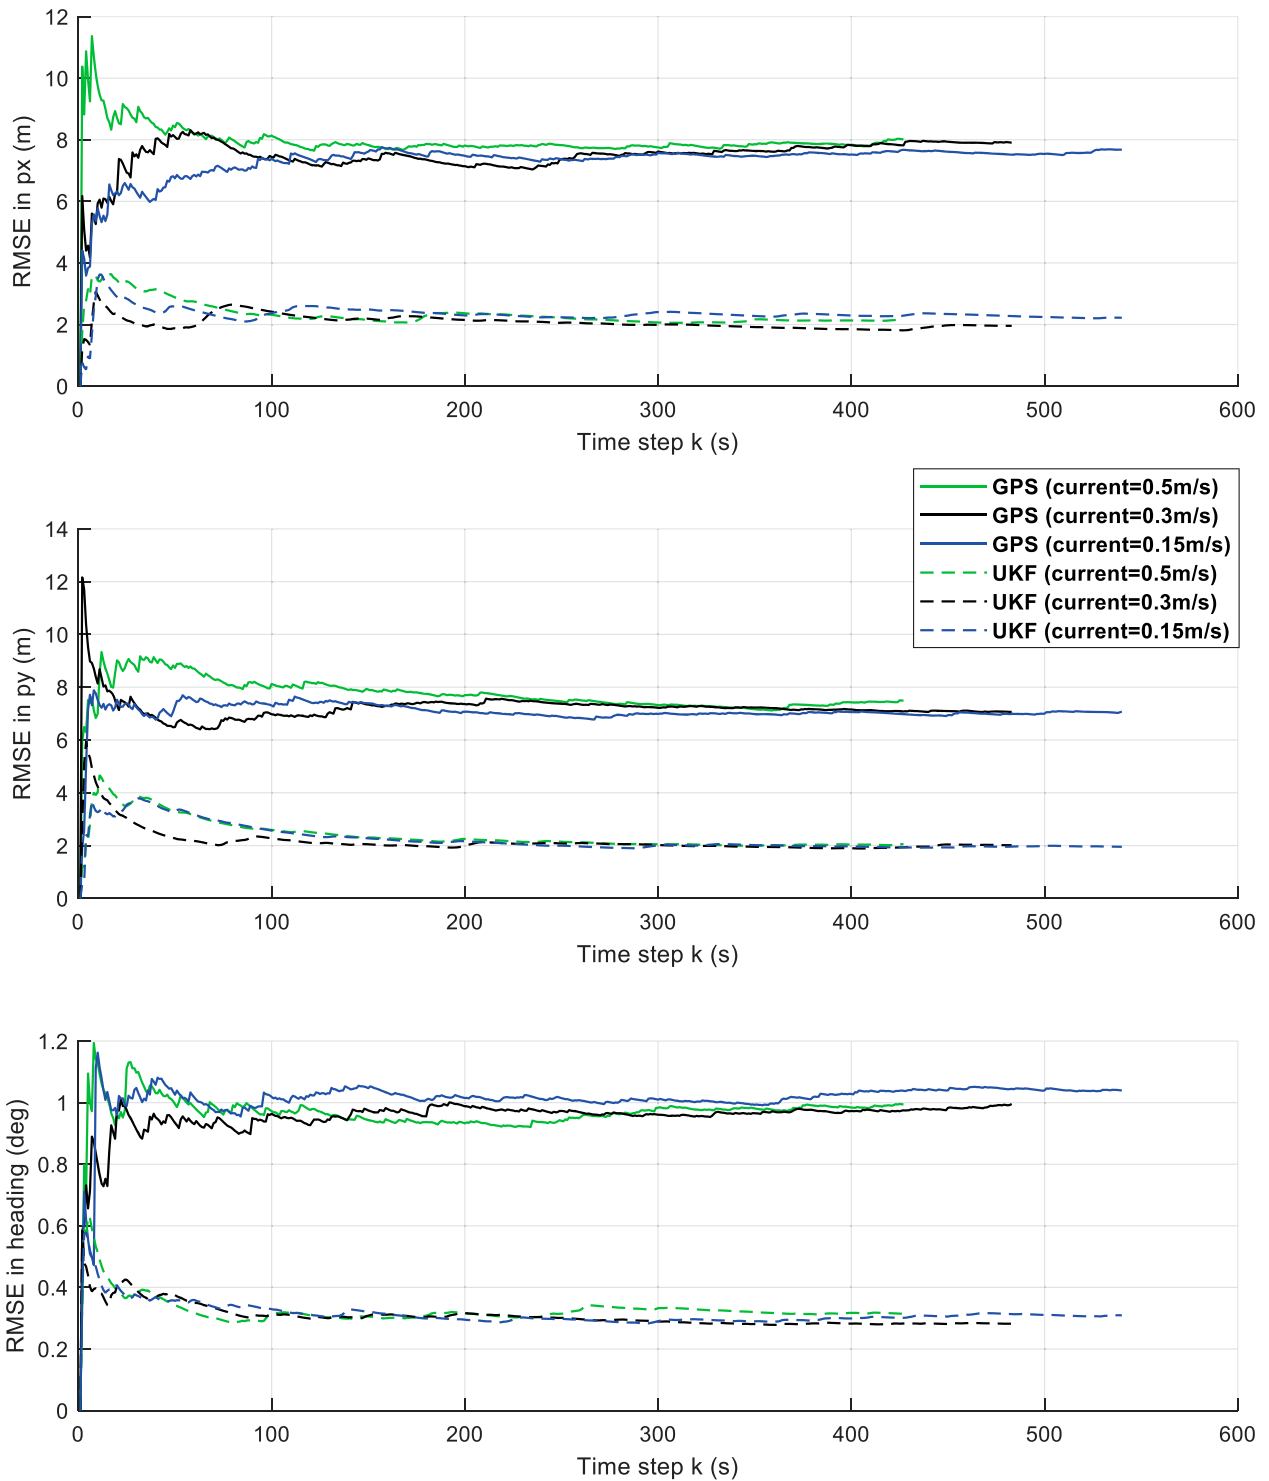 12
10
8
6
4
2
0
RMSE in px (m)
0 100 200 300 400 500 600
Time step k (s)
GPS (current=0.5m/s)
GPS (current=0.3m/s)
GPS (current=0.15m/s)
UKF (current=0.5m/s)
UKF (current=0.3m/s)
UKF (current=0.15m/s)
14
12
10
8
6
4
2
0
RMSE in py (m)
0 100 200 300 400 500 600
Time step k (s)
1.2
1
0.8
0.6
0.4
0.2
0
RMSE in heading (deg)
0 100 200 300 400 500 600
Time step k (s)